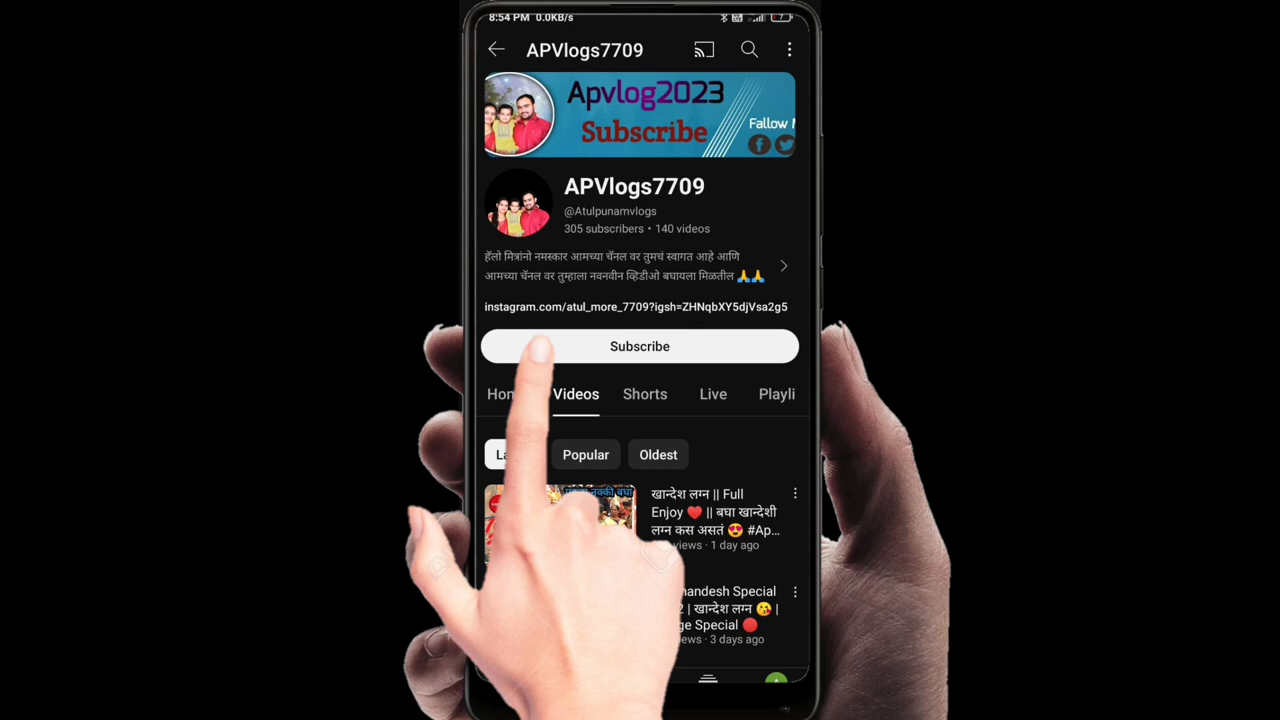 8:54 PM 0.0KB/s
APVlogs7709
Apvlog2023
Subscribe
Fallow
APVlogs7709
@Atulpunamvlogs
305 subscribers • 140 videos
हॅलो मित्रांनो नमस्कार आमच्या चॅनल वर तुमचं स्वागत आहे आणि
आमच्या चॅनल वर तुम्हाला नवनवीन व्हिडीओ बघायला मिळतील 🙏🙏
instagram.com/atul_more_7709?igsh=ZHNqbXY5djVsa2g5
Subscribe
Videos Shorts Live Playli
Popular Oldest
नक्की बघा
खान्देश लग्न || Full
Enjoy ❤️ || बघा खान्देशी
लग्न कस असतं 😍 #Ap...
views · 1 day ago
Special
2 | खान्देश लग्न 😘 |
Special 🔴
3 days ago